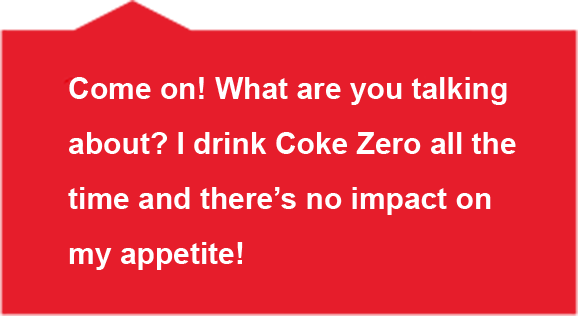 Come on! What are you talking
about? I drink Coke Zero all the
time and there’s no impact on
my appetite!